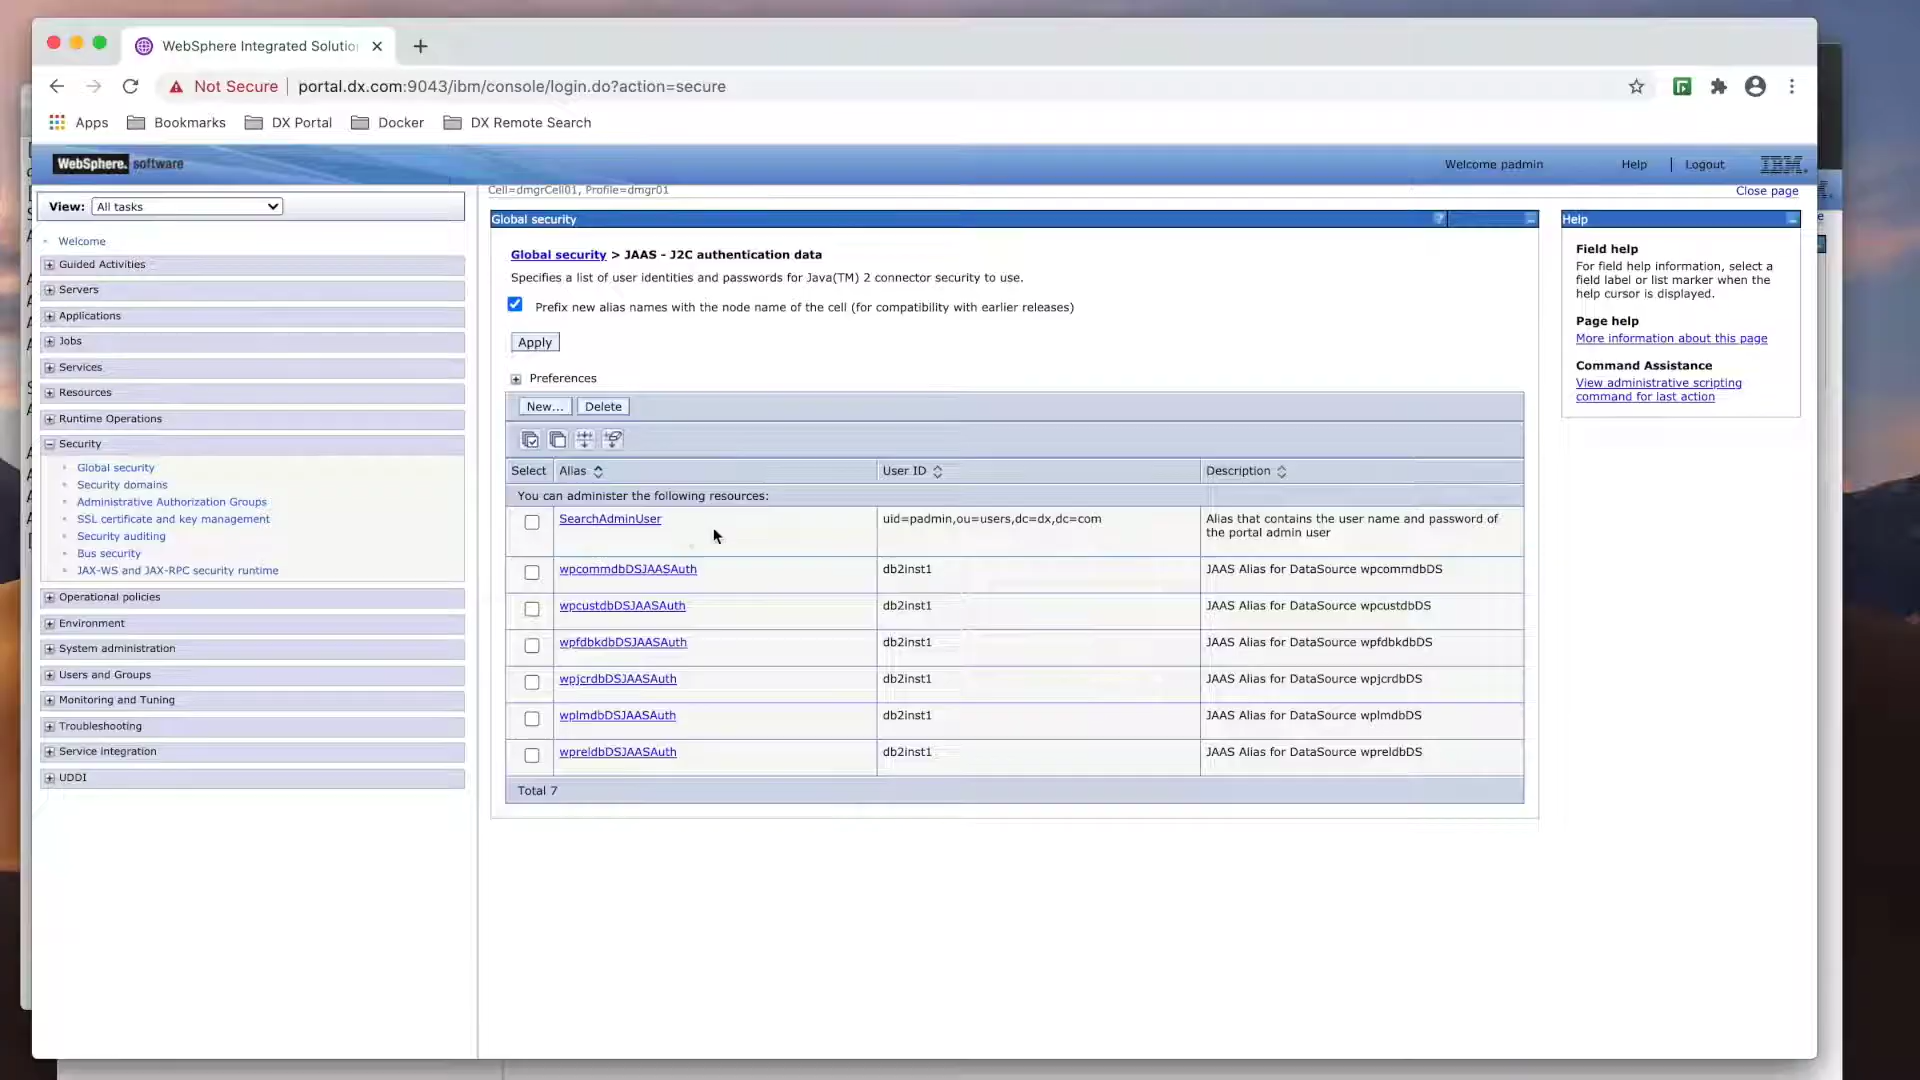 WebSphere Integrated Solutio
Not Secure
portal.dx.com:9043/ibm/console/login.do?action=secure
Apps
Bookmarks
DX Portal
Docker
DX Remote Search
WebSphere. software
Welcome padmin
Help
Logout
IBM.
View: All tasks
Welcome
Guided Activities
Servers
Applications
Jobs
Services
Resources
Runtime Operations
Security
Global security
Security domains
Administrative Authorization Groups
SSL certificate and key management
Security auditing
Bus security
JAX-WS and JAX-RPC security runtime
Operational policies
Environment
System administration
Users and Groups
Monitoring and Tuning
Troubleshooting
Service integration
UDDI
Cell=dmgrCell01, Profile=dmgr01
Close page
Global security
?
Global security > JAAS - J2C authentication data
Specifies a list of user identities and passwords for Java(TM) 2 connector security to use.
Prefix new alias names with the node name of the cell (for compatibility with earlier releases)
Apply
Preferences
New... Delete
Select Alias User ID Description
You can administer the following resources:
SearchAdminUser uid=padmin,ou=users,dc=dx,dc=com Alias that contains the user name and password of
the portal admin user
wpcommdbDSJAASAuth db2inst1 JAAS Alias for DataSource wpcommdbDS
wpcustdbDSJAASAuth db2inst1 JAAS Alias for DataSource wpcustdbDS
wpfdbkdbDSJAASAuth db2inst1 JAAS Alias for DataSource wpfdbkdbDS
wpjcrdbDSJAASAuth db2inst1 JAAS Alias for DataSource wpjcrdbDS
wplmdbDSJAASAuth db2inst1 JAAS Alias for DataSource wplmdbDS
wpreldbDSJAASAuth db2inst1 JAAS Alias for DataSource wpreldbDS
Total 7
Help
Field help
For field help information, select a
field label or list marker when the
help cursor is displayed.
Page help
More information about this page
Command Assistance
View administrative scripting
command for last action